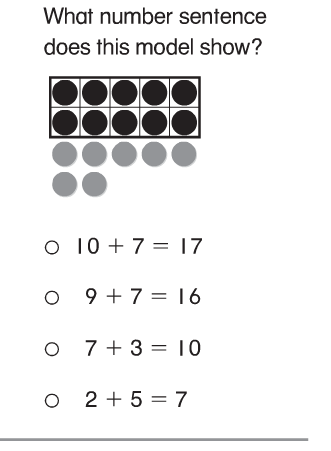 What number sentence
does this model show?
10 + 7 = 17
9 + 7 = 16
7 + 3 = 10
2 + 5 = 7